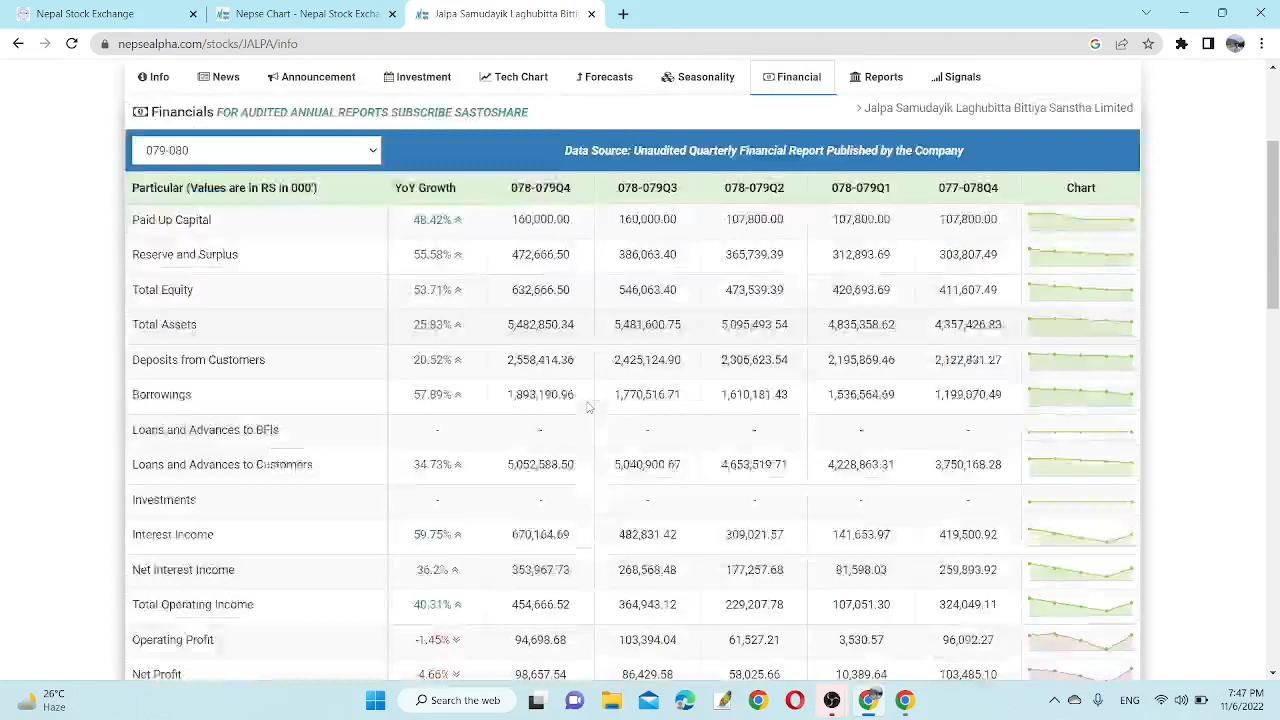 Nepal Stock Exchange
Nepse Chart - Nepal Stock Excha
Jalpa Samudayik Laghubitta Bitti
nepsealpha.com/stocks/JALPA/info
Info News Announcement Investment Tech Chart Forecasts Seasonality Financial Reports Signals
Financials FOR AUDITED ANNUAL REPORTS SUBSCRIBE SASTOSHARE
> Jalpa Samudayik Laghubitta Bittiya Sanstha Limited
079-080 Data Source: Unaudited Quarterly Financial Report Published by the Company
Particular (Values are in RS in 000') YoY Growth 078-079Q4 078-079Q3 078-079Q2 078-079Q1 077-078Q4 Chart
Paid Up Capital 48.42% 160,000.00 160,000.00 107,800.00 107,800.00 107,800.00
Reserve and Surplus 55.58% 472,666.50 386,063.40 365,739.39 312,893.69 303,807.49
Total Equity 53.71% 632,666.50 546,063.40 473,539.39 420,693.69 411,607.49
Total Assets 25.83% 5,482,850.34 5,481,600.75 5,095,493.54 4,835,358.62 4,357,426.83
Deposits from Customers 20.52% 2,558,414.36 2,425,124.90 2,305,623.54 2,195,869.46 2,122,831.27
Borrowings 57.89% 1,893,190.96 1,770,516.71 1,610,181.43 1,536,564.69 1,199,070.49
Loans and Advances to BFIs - - - - - -
Loans and Advances to Customers 34.73% 5,052,533.50 5,040,900.67 4,653,519.71 4,228,863.31 3,750,168.28
Investments - - - - - -
Interest Income 59.75% 670,164.69 482,831.42 309,021.57 141,653.97 419,500.92
Net Interest Income 36.2% 353,967.73 268,568.48 177,257.68 81,598.03 259,893.92
Total Operating Income 40.31% 454,666.52 364,943.12 229,207.78 107,051.30 324,049.11
Operating Profit -1.45% 94,698.68 103,394.04 61,527.21 3,530.57 96,092.27
Net Profit -4.66% 98,657.54 86,429.58 58,025.66 10,389.64 103,485.10
26°C
Haze
Search the web
ENG
7:47 PM
11/6/2022